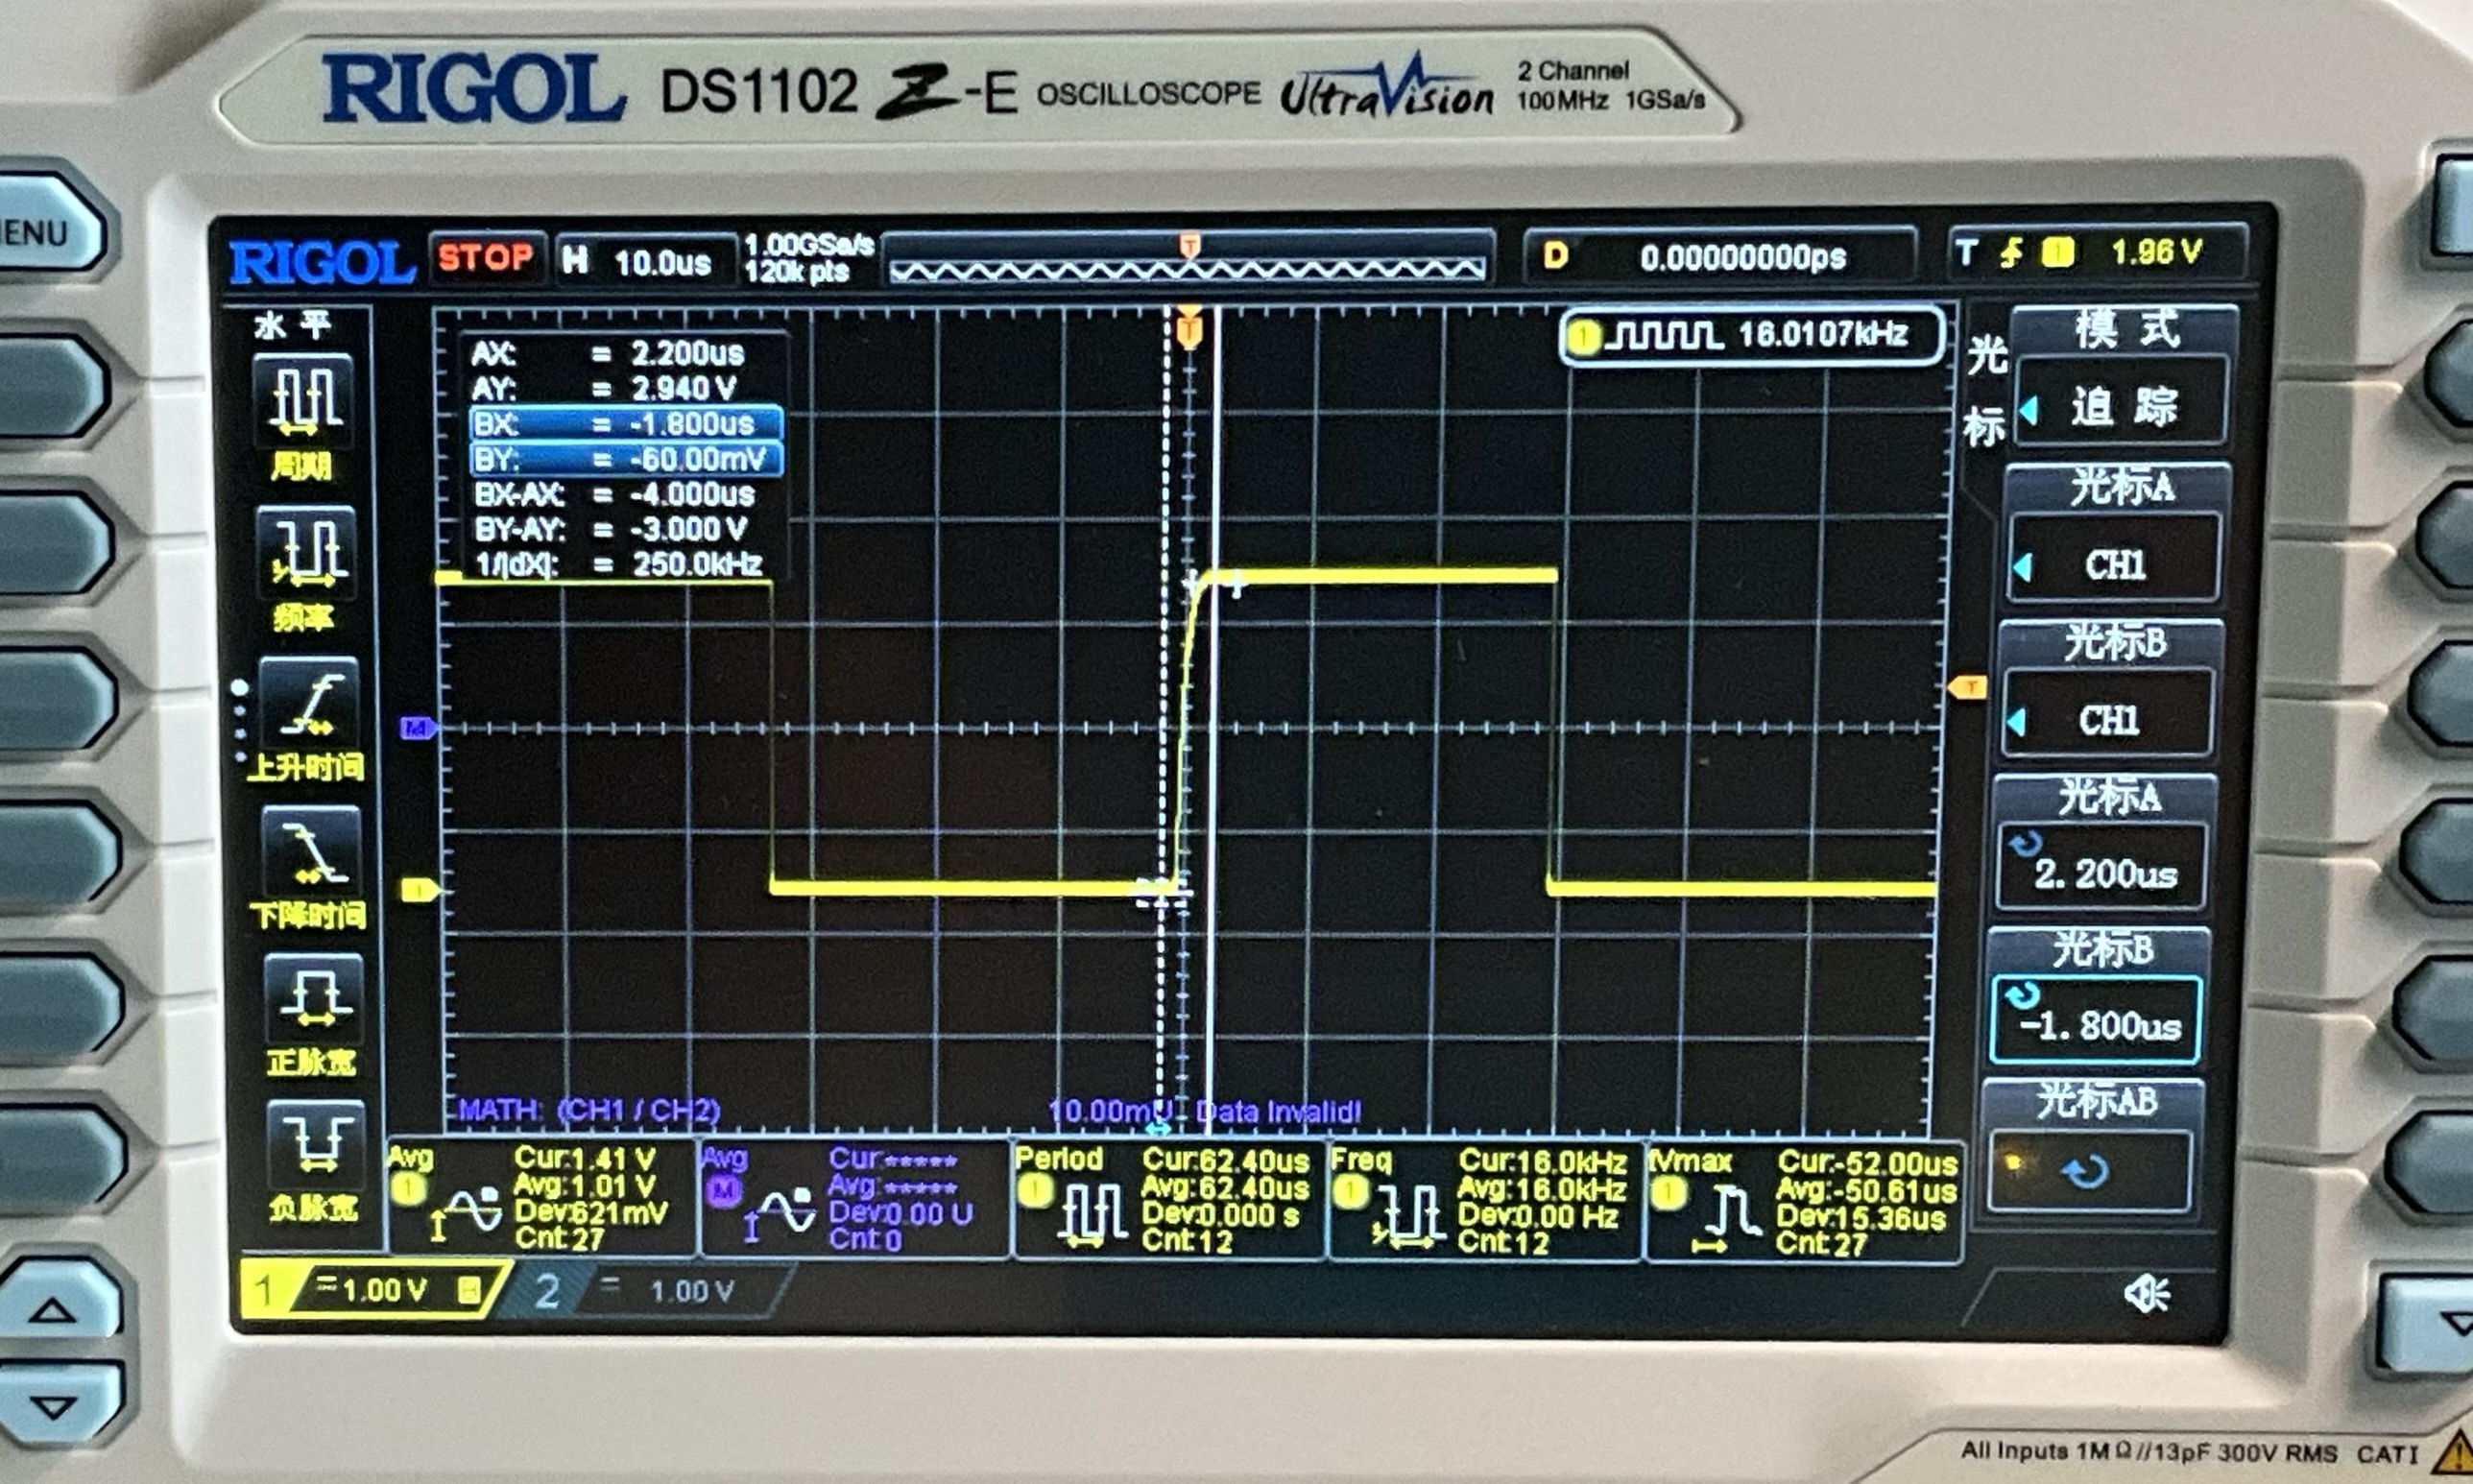 RIGOL DS1102 Z-E OSCILLOSCOPE UltraVision 2 Channel
100MHz 1GSa/s
ENU
RIGOL STOP H 10.0us 1.00GSa/s
120k pts
T
D 0.00000000ps T 1 1.96 V
水平
周期
频率
上升时间
下降时间
正脉宽
负脉宽
AX: = 2.200us
AY: = 2.940 V
BX: = -1.800us
BY: = -60.00mV
BX-AX: = -4.000us
BY-AY: = -3.000 V
1/|dX|: = 250.0kHz
T
1 16.0107kHz
M
1
T
MATH: (CH1 / CH2) 10.00mU Data Invalid!
光标
模式
追踪
光标A
CH1
光标B
CH1
光标A
2.200us
光标B
-1.800us
光标AB
Avg
1
Cur:1.41 V
Avg:1.01 V
Dev:621mV
Cnt:27
Avg
M
Cur:*****
Avg:*****
Dev:0.00 U
Cnt:0
Period
1
Cur:62.40us
Avg:62.40us
Dev:0.000 s
Cnt:12
Freq
1
Cur:16.0kHz
Avg:16.0kHz
Dev:0.00 Hz
Cnt:12
tVmax
1
Cur:-52.00us
Avg:-50.61us
Dev:15.36us
Cnt:27
1 = 1.00 V B 2 = 1.00 V
All Inputs 1MΩ//13pF 300V RMS CAT I